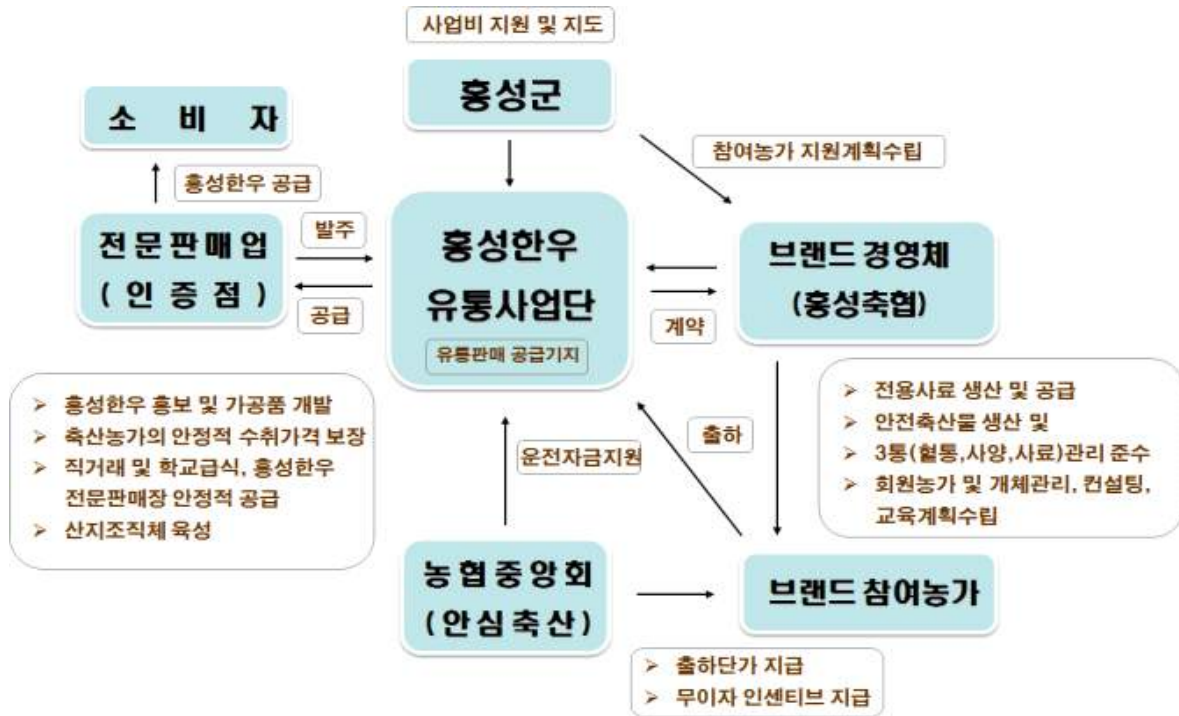 사업비 지원 및 지도
홍성군
소 비 자
참여농가 지원계획수립
홍성한우 공급
전문판매업
(인증점)
발주
공급
홍성한우
유통사업단
유통판매 공급기지
브랜드 경영체
(홍성축협)
계약
➢ 홍성한우 홍보 및 가공품 개발
➢ 축산농가의 안정적 수취가격 보장
➢ 직거래 및 학교급식, 홍성한우
전문판매장 안정적 공급
➢ 산지조직체 육성
운전자금지원
출하
➢ 전용사료 생산 및 공급
➢ 안전축산물 생산 및
➢ 3통(혈통,사양,사료)관리 준수
➢ 회원농가 및 개체관리, 컨설팅,
교육계획수립
농협중앙회
(안심축산)
브랜드 참여농가
➢ 출하단가 지급
➢ 무이자 인센티브 지급